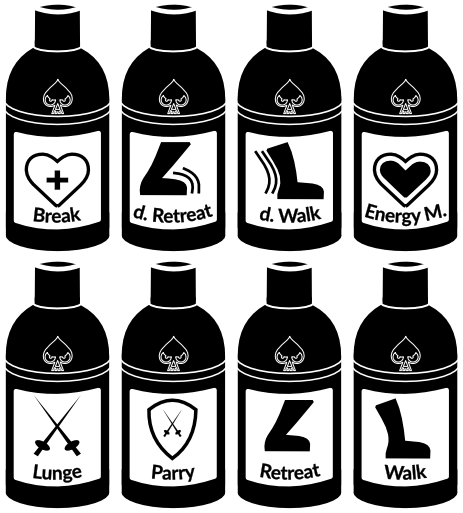 Break
d. Retreat
d. Walk
Energy M.
Lunge
Parry
Retreat
Walk